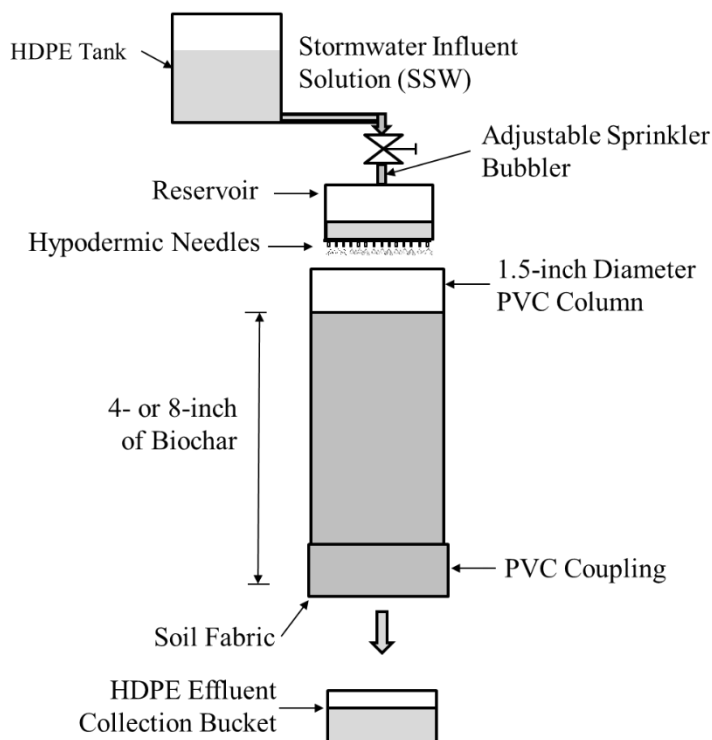 HDPE Tank
Stormwater Influent
Solution (SSW)
Adjustable Sprinkler
Bubbler
Reservoir
Hypodermic Needles
1.5-inch Diameter
PVC Column
4- or 8-inch
of Biochar
PVC Coupling
Soil Fabric
HDPE Effluent
Collection Bucket